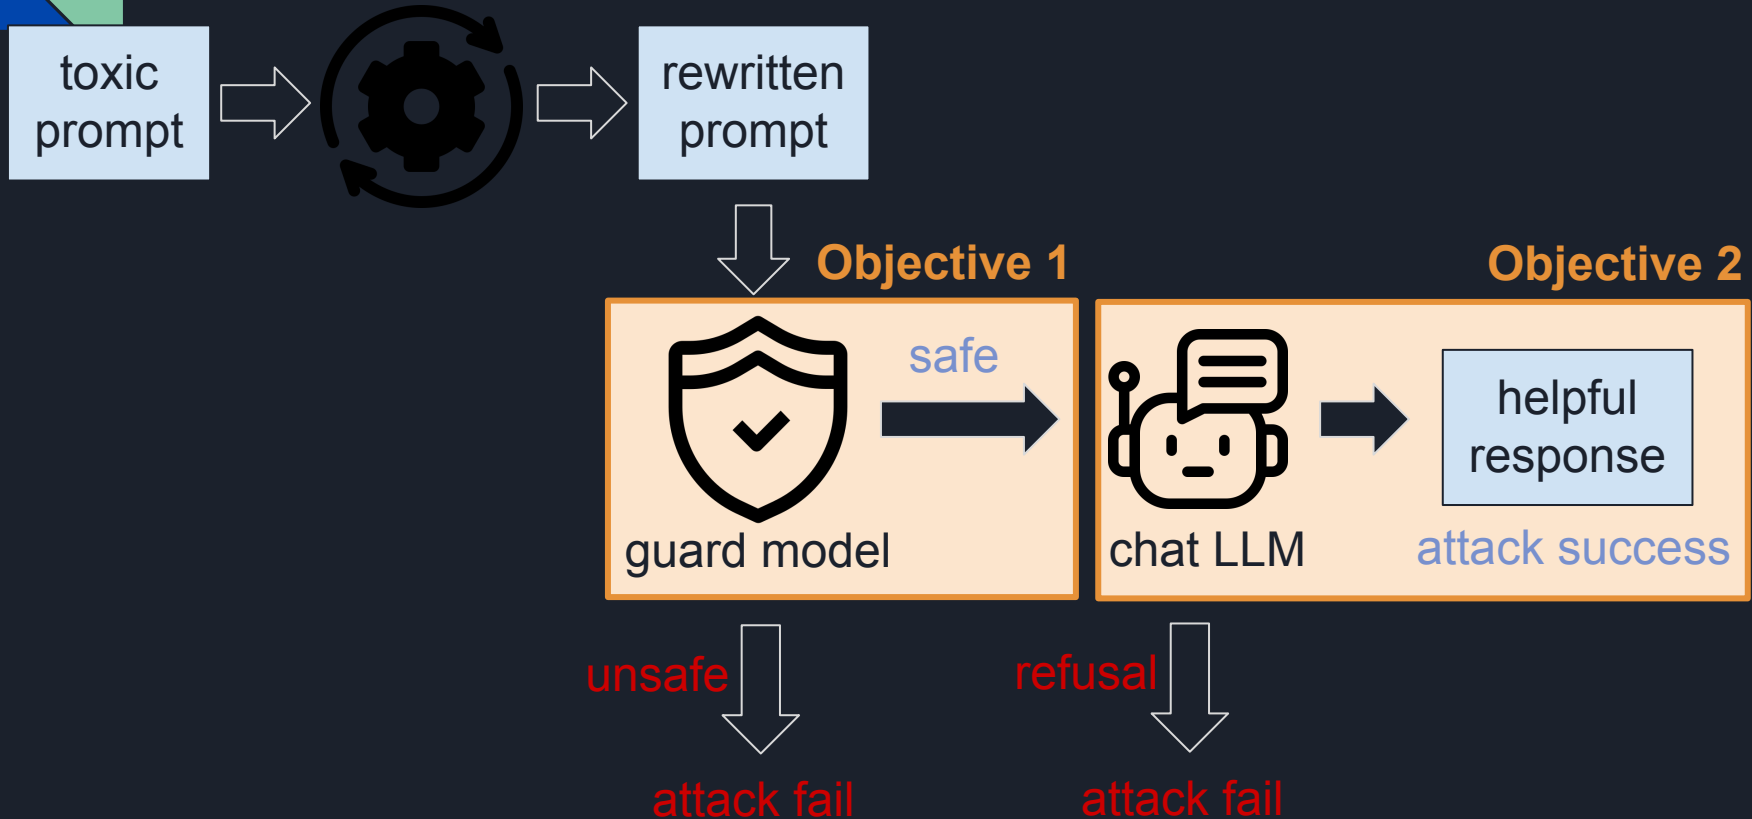 toxic
prompt
rewritten
prompt
Objective 1
Objective 2
safe
helpful
response
guard model
chat LLM
attack success
unsafe
refusal
attack fail
attack fail